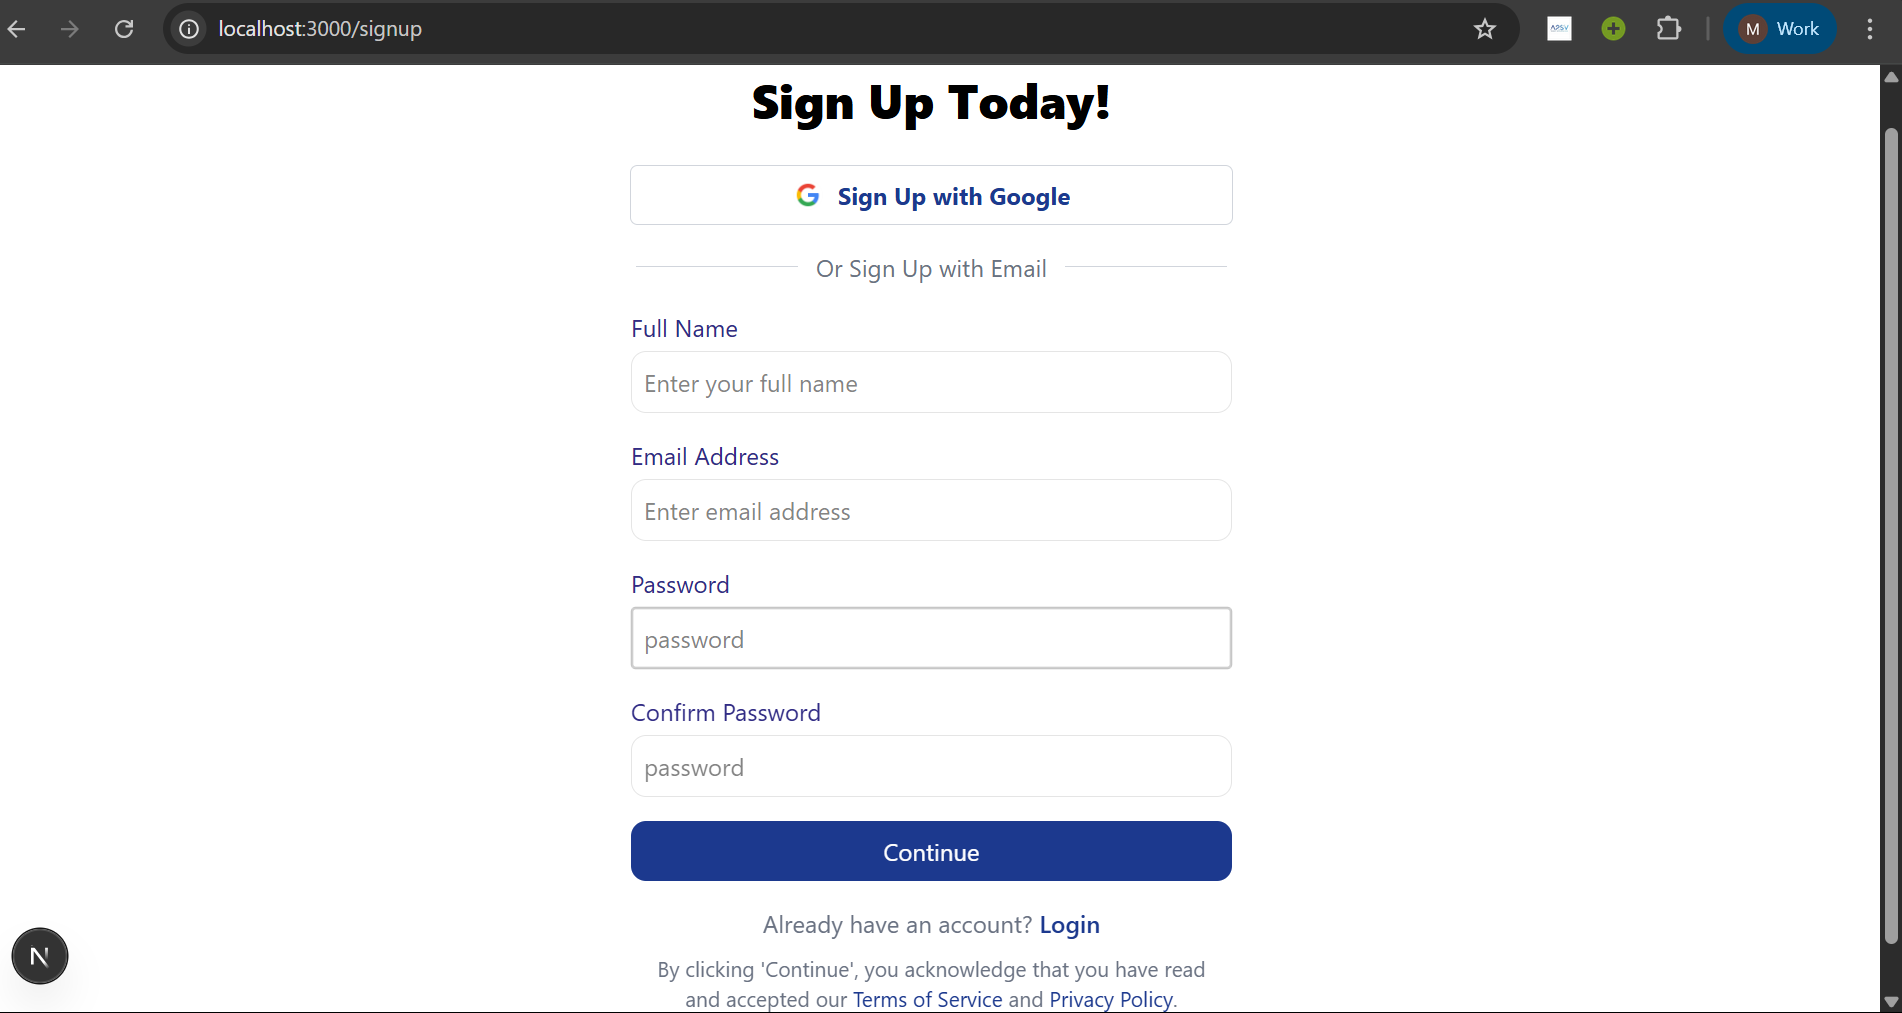 localhost:3000/signup
M Work
Sign Up Today!
Sign Up with Google
Or Sign Up with Email
Full Name
Enter your full name
Email Address
Enter email address
Password
password
Confirm Password
password
Continue
Already have an account? Login
By clicking 'Continue', you acknowledge that you have read
and accepted our Terms of Service and Privacy Policy.
N